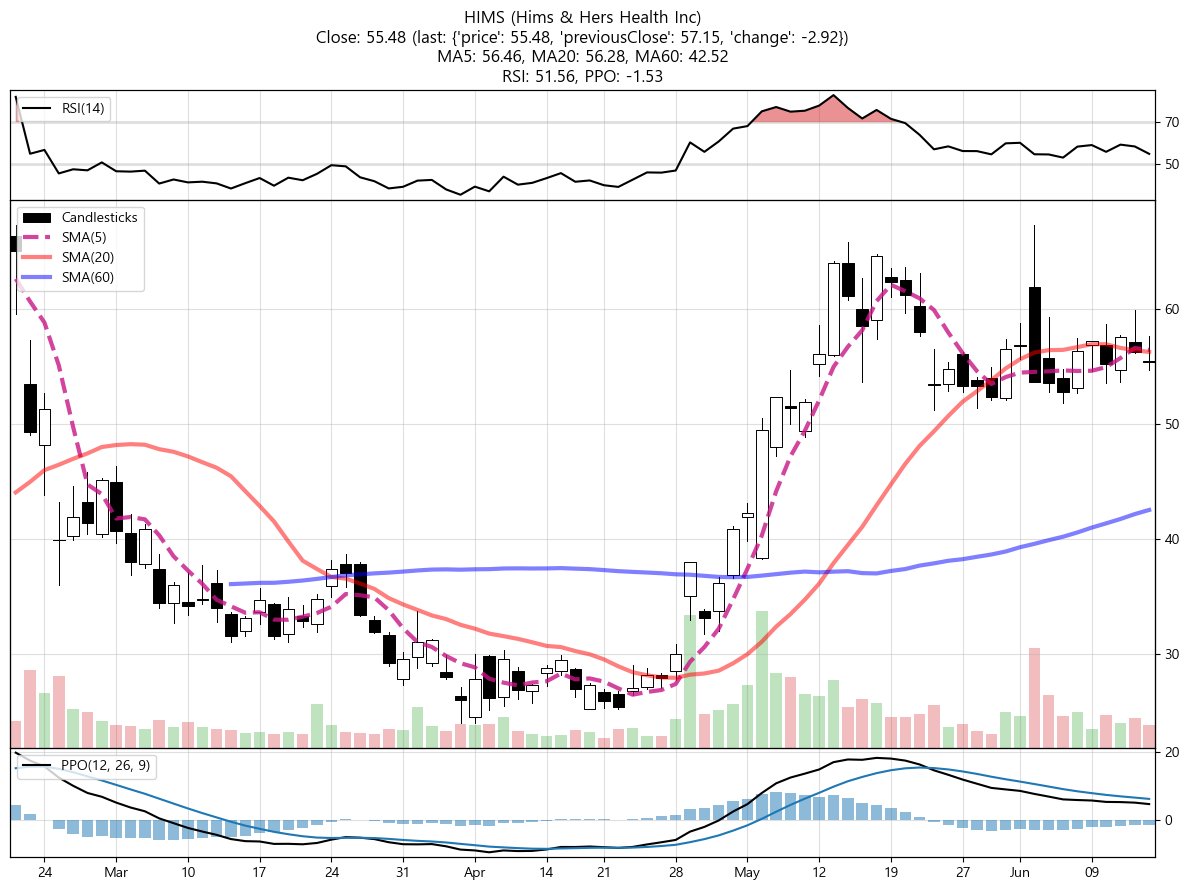 HIMS (Hims & Hers Health Inc)
Close: 55.48 (last: {'price': 55.48, 'previousClose': 57.15, 'change': -2.92})
MA5: 56.46, MA20: 56.28, MA60: 42.52
RSI: 51.56, PPO: -1.53
RSI(14)
70
50
Candlesticks
SMA(5)
SMA(20)
SMA(60)
60
50
40
30
PPO(12, 26, 9)
20
0
24 Mar 10 17 24 31 Apr 14 21 28 May 12 19 27 Jun 09